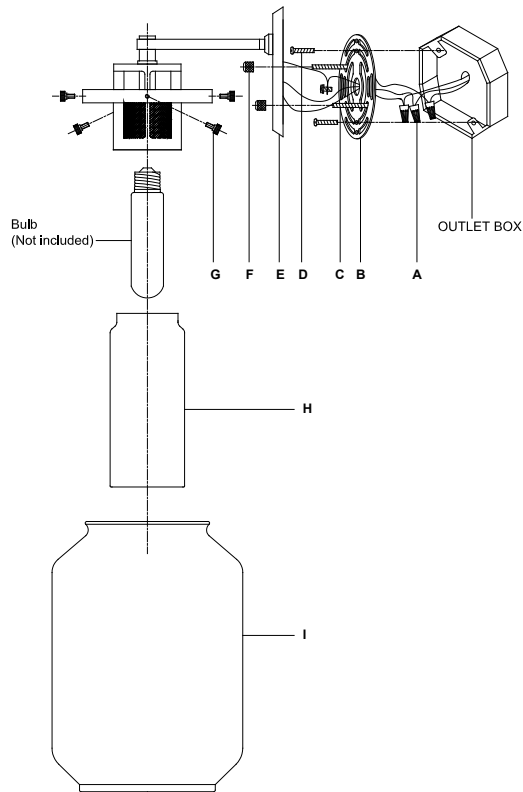 OUTLET BOX
Bulb
(Not included)
G F E D C B A
H
I